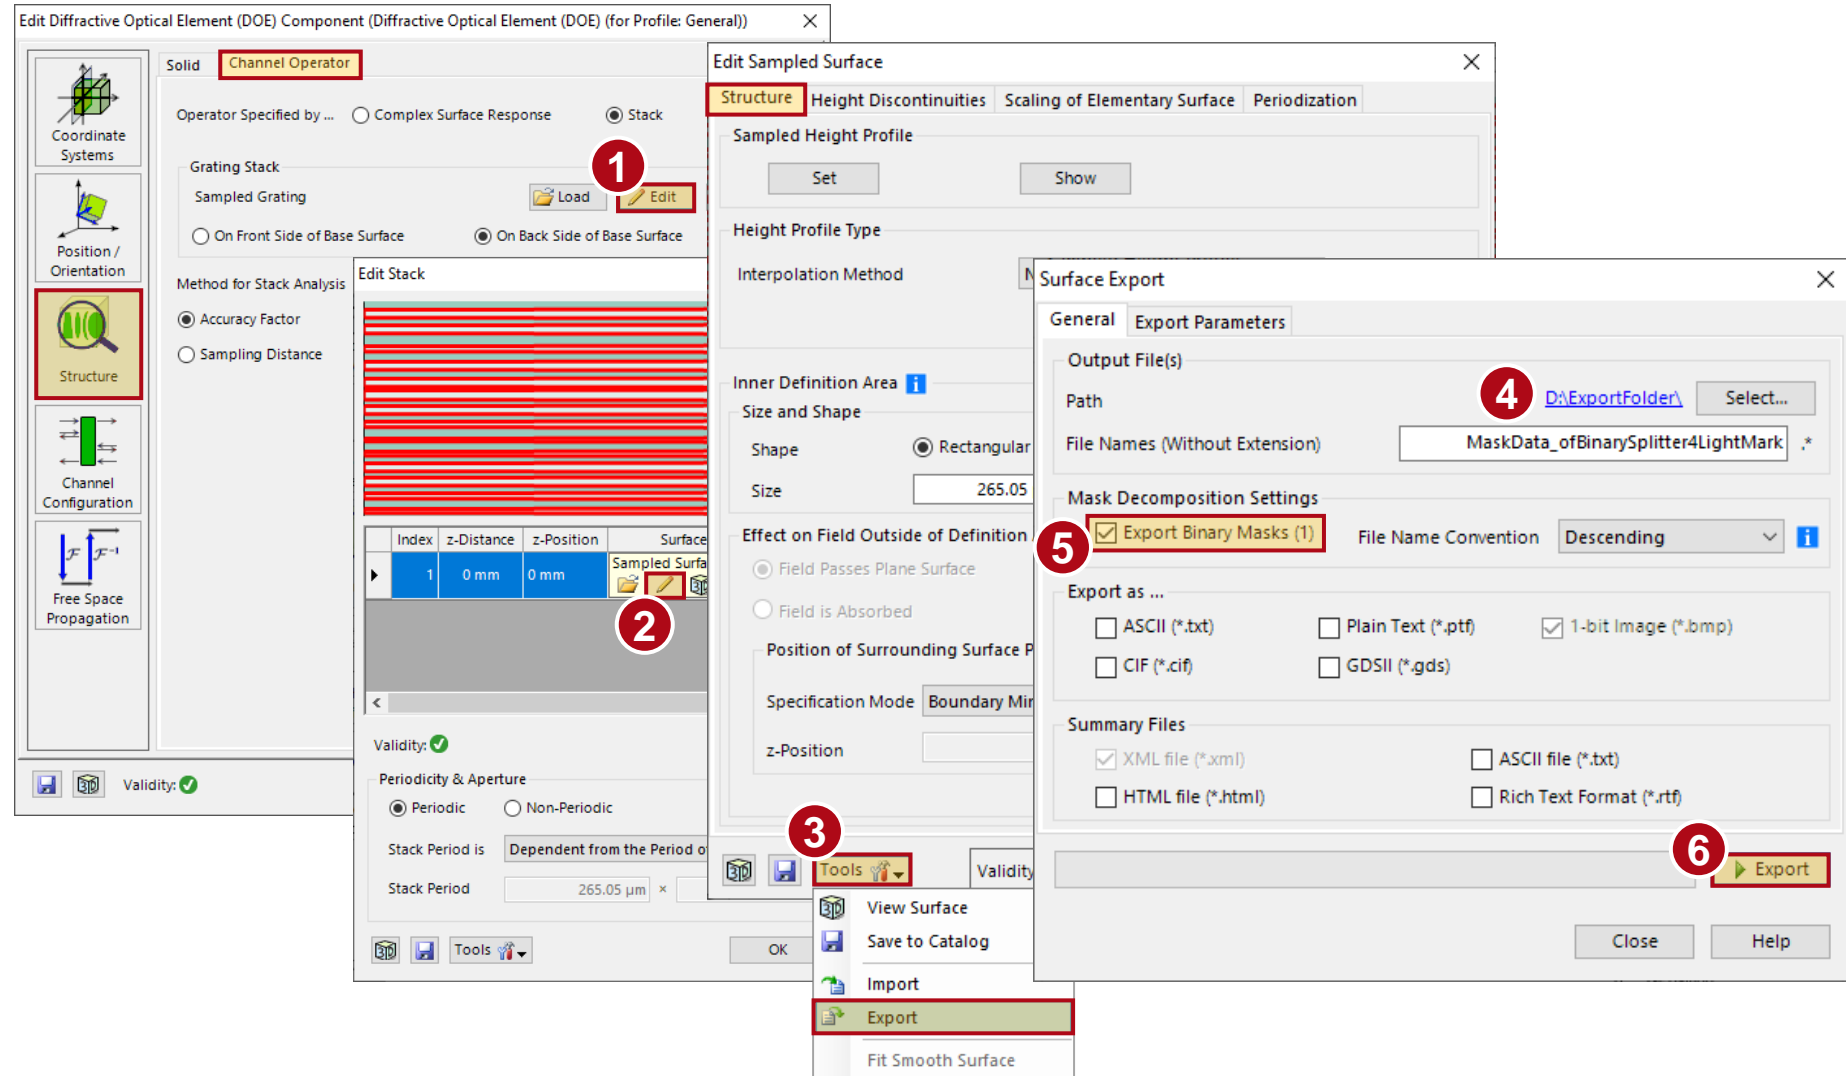 Edit Diffractive Optical Element (DOE) Component (Diffractive Optical Element (DOE) (for Profile: General))
Coordinate
Systems
Position /
Orientation
Structure
Channel
Configuration
Free Space
Propagation
Solid
Channel Operator
Operator Specified by ...
Complex Surface Response
Stack
Grating Stack
1
Sampled Grating
Load
Edit
On Front Side of Base Surface
On Back Side of Base Surface
Method for Stack Analysis
Accuracy Factor
Sampling Distance
Validity:
Edit Stack
Index
z-Distance
z-Position
Surface
1
0 mm
0 mm
Sampled Surfa
2
Validity:
Periodicity & Aperture
Periodic
Non-Periodic
Stack Period is
Dependent from the Period o
Stack Period
265.05 µm
×
3D
Tools
OK
Edit Sampled Surface
Structure
Height Discontinuities
Scaling of Elementary Surface
Periodization
Sampled Height Profile
Set
Show
Height Profile Type
Interpolation Method
N
Inner Definition Area
Size and Shape
Shape
Rectangular
Size
265.05
Effect on Field Outside of Definition
Field Passes Plane Surface
Field is Absorbed
Position of Surrounding Surface P
Specification Mode
Boundary Mir
z-Position
3
3D
Tools
Validity
3D
View Surface
Save to Catalog
Import
Export
Fit Smooth Surface
Surface Export
General
Export Parameters
Output File(s)
Path
4
D:\ExportFolder\
Select...
File Names (Without Extension)
MaskData_ofBinarySplitter4LightMark
.*
Mask Decomposition Settings
5
Export Binary Masks (1)
File Name Convention
Descending
Export as ...
ASCII (*.txt)
Plain Text (*.ptf)
1-bit Image (*.bmp)
CIF (*.cif)
GDSII (*.gds)
Summary Files
XML file (*.xml)
ASCII file (*.txt)
HTML file (*.html)
Rich Text Format (*.rtf)
6
Export
Close
Help